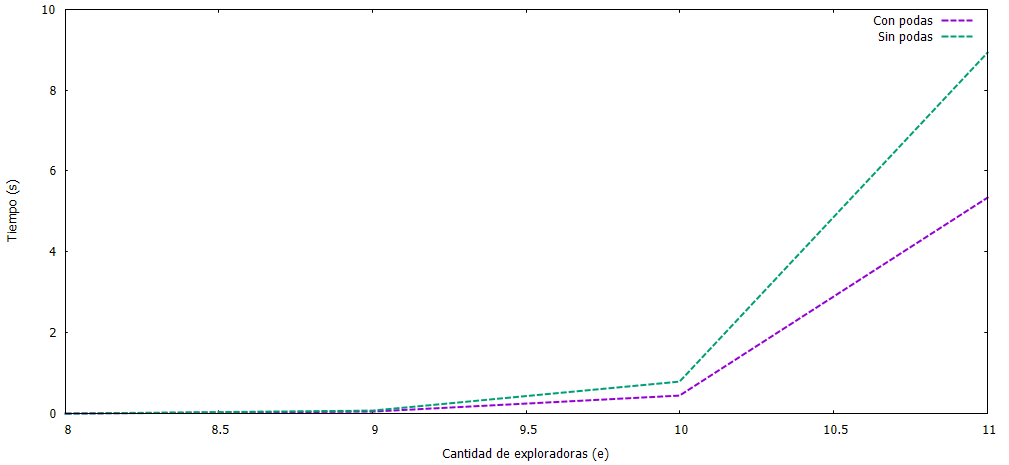 10
Con podas
Sin podas
8
6
Tiempo (s)
4
2
0
8 8.5 9 9.5 10 10.5 11
Cantidad de exploradoras (e)